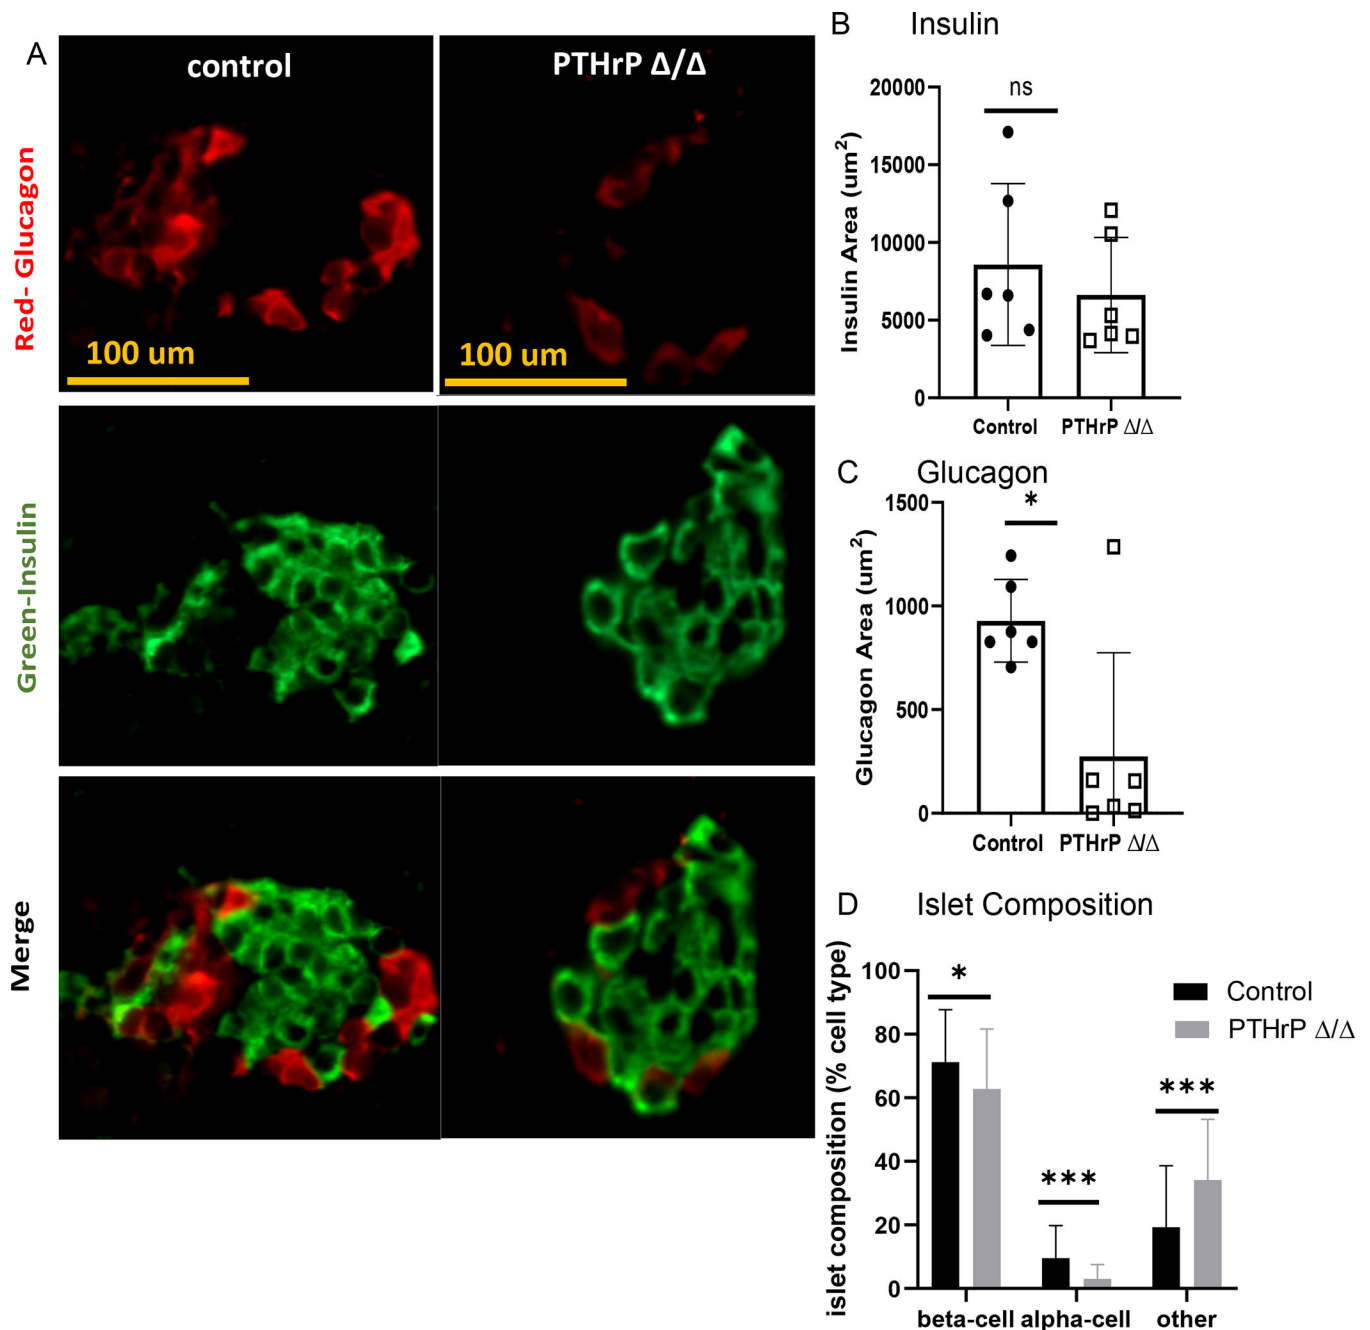 A
control
PTHrP Δ/Δ
Red- Glucagon
100 um
100 um
Green-Insulin
Merge
B Insulin
ns
Insulin Area (um²)
20000
15000
10000
5000
0
Control
PTHrP Δ/Δ
C Glucagon
*
Glucagon Area (um²)
1500
1000
500
0
Control
PTHrP Δ/Δ
D Islet Composition
islet composition (% cell type)
100
80
60
40
20
0
*
***
***
Control
PTHrP Δ/Δ
beta-cell alpha-cell other